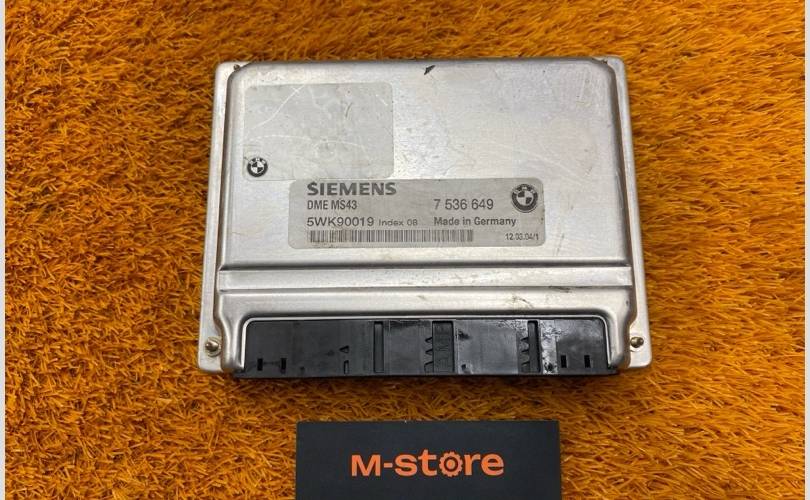 SIEMENS
DME MS43 7 536 649
5WK90019 Index 08 Made in Germany
12.03.04/1
M-store